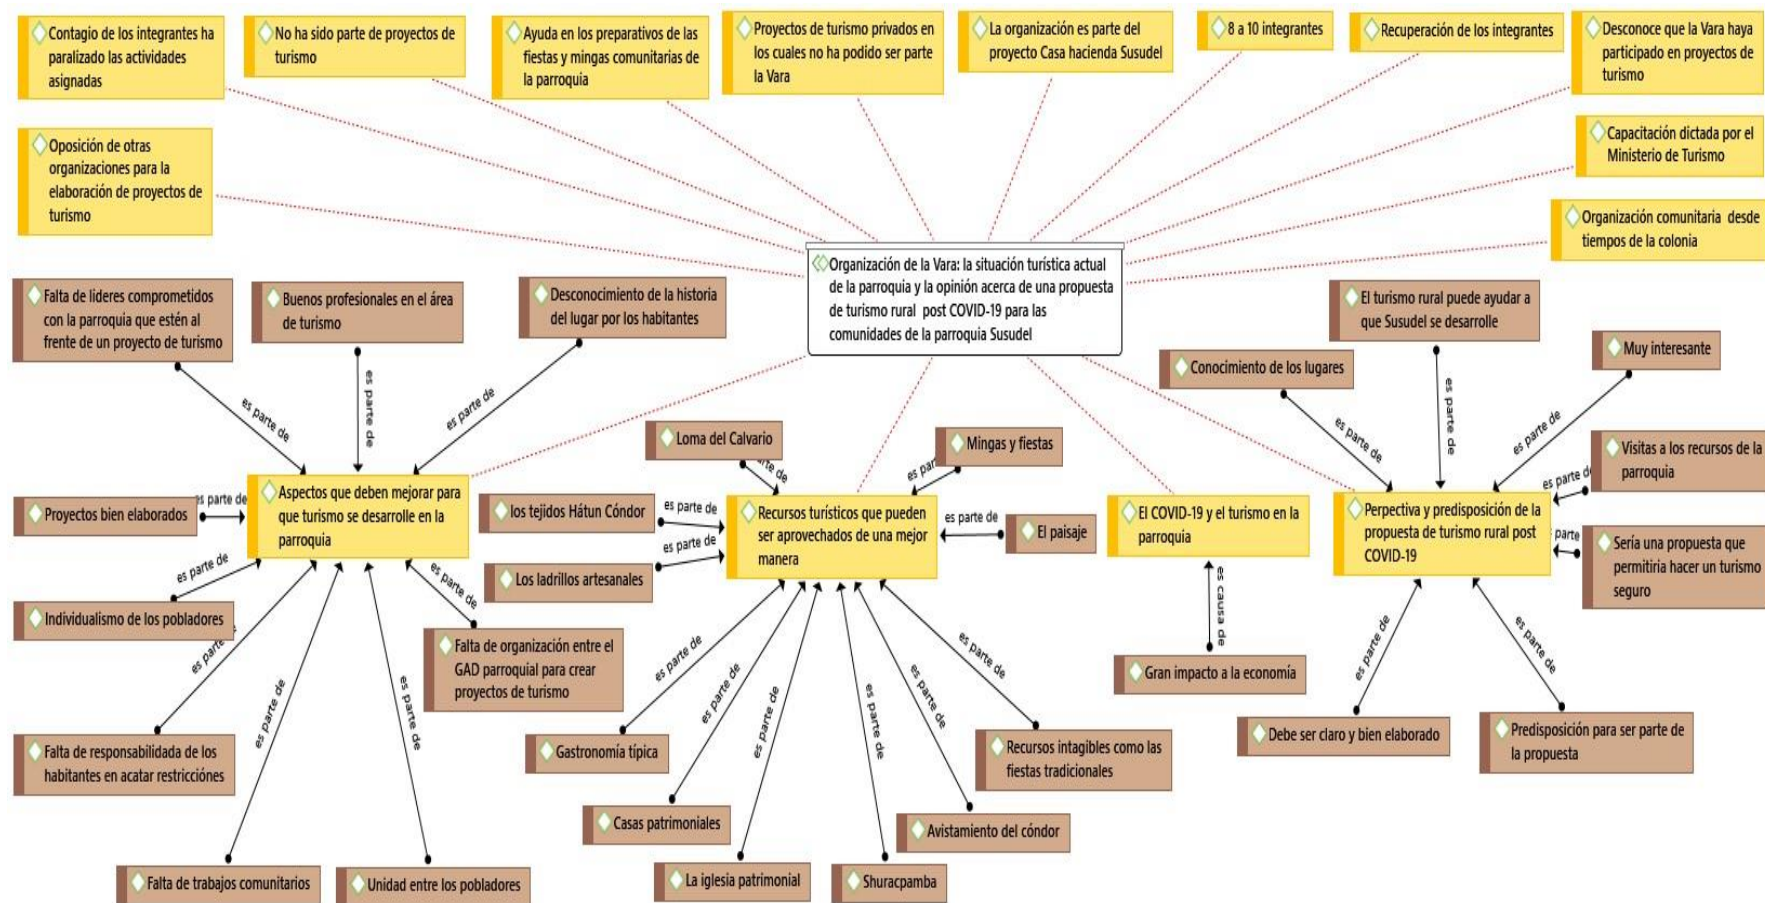 Contagio de los integrantes ha
paralizado las actividades
asignadas
No ha sido parte de proyectos de
turismo
Ayuda en los preparativos de las
fiestas y mingas comunitarias de
la parroquia
Proyectos de turismo privados en
los cuales no ha podido ser parte
la Vara
La organización es parte del
proyecto Casa hacienda Susudel
8 a 10 integrantes
Recuperación de los integrantes
Desconoce que la Vara haya
participado en proyectos de
turismo
Oposición de otras
organizaciones para la
elaboración de proyectos de
turismo
Capacitación dictada por el
Ministerio de Turismo
Organización comunitaria desde
tiempos de la colonia
Organización de la Vara: la situación turística actual
de la parroquia y la opinión acerca de una propuesta
de turismo rural post COVID-19 para las
comunidades de la parroquia Susudel
Falta de lideres comprometidos
con la parroquia que estén al
frente de un proyecto de turismo
Buenos profesionales en el área
de turismo
Desconocimiento de la historia
del lugar por los habitantes
El turismo rural puede ayudar a
que Susudel se desarrolle
Conocimiento de los lugares
Muy interesante
es parte de
es parte de
es parte de
es parte de
es parte de
es parte de
Loma del Calvario
Mingas y fiestas
Visitas a los recursos de la
parroquia
parte de
es parte
Proyectos bien elaborados
es parte de
Aspectos que deben mejorar para
que turismo se desarrolle en la
parroquia
los tejidos Hátun Cóndor
es parte de
Recursos turísticos que pueden
ser aprovechados de una mejor
manera
es parte de
El paisaje
El COVID-19 y el turismo en la
parroquia
Perpectiva y predisposición de la
propuesta de turismo rural post
COVID-19
es parte de
es parte
Sería una propuesta que
permitiria hacer un turismo
seguro
Los ladrillos artesanales
es parte de
es parte de
es parte de
Individualismo de los pobladores
es causa de
Falta de organización entre el
GAD parroquial para crear
proyectos de turismo
es parte de
es parte de
es parte de
es parte de
es parte de
es parte de
es parte de
es parte de
es parte de
es parte de
es parte de
Gran impacto a la economía
Falta de responsabilidada de los
habitantes en acatar restricciónes
Gastronomía típica
Recursos intagibles como las
fiestas tradicionales
Debe ser claro y bien elaborado
Predisposición para ser parte de
la propuesta
Casas patrimoniales
Avistamiento del cóndor
Falta de trabajos comunitarios
Unidad entre los pobladores
La iglesia patrimonial
Shuracpamba